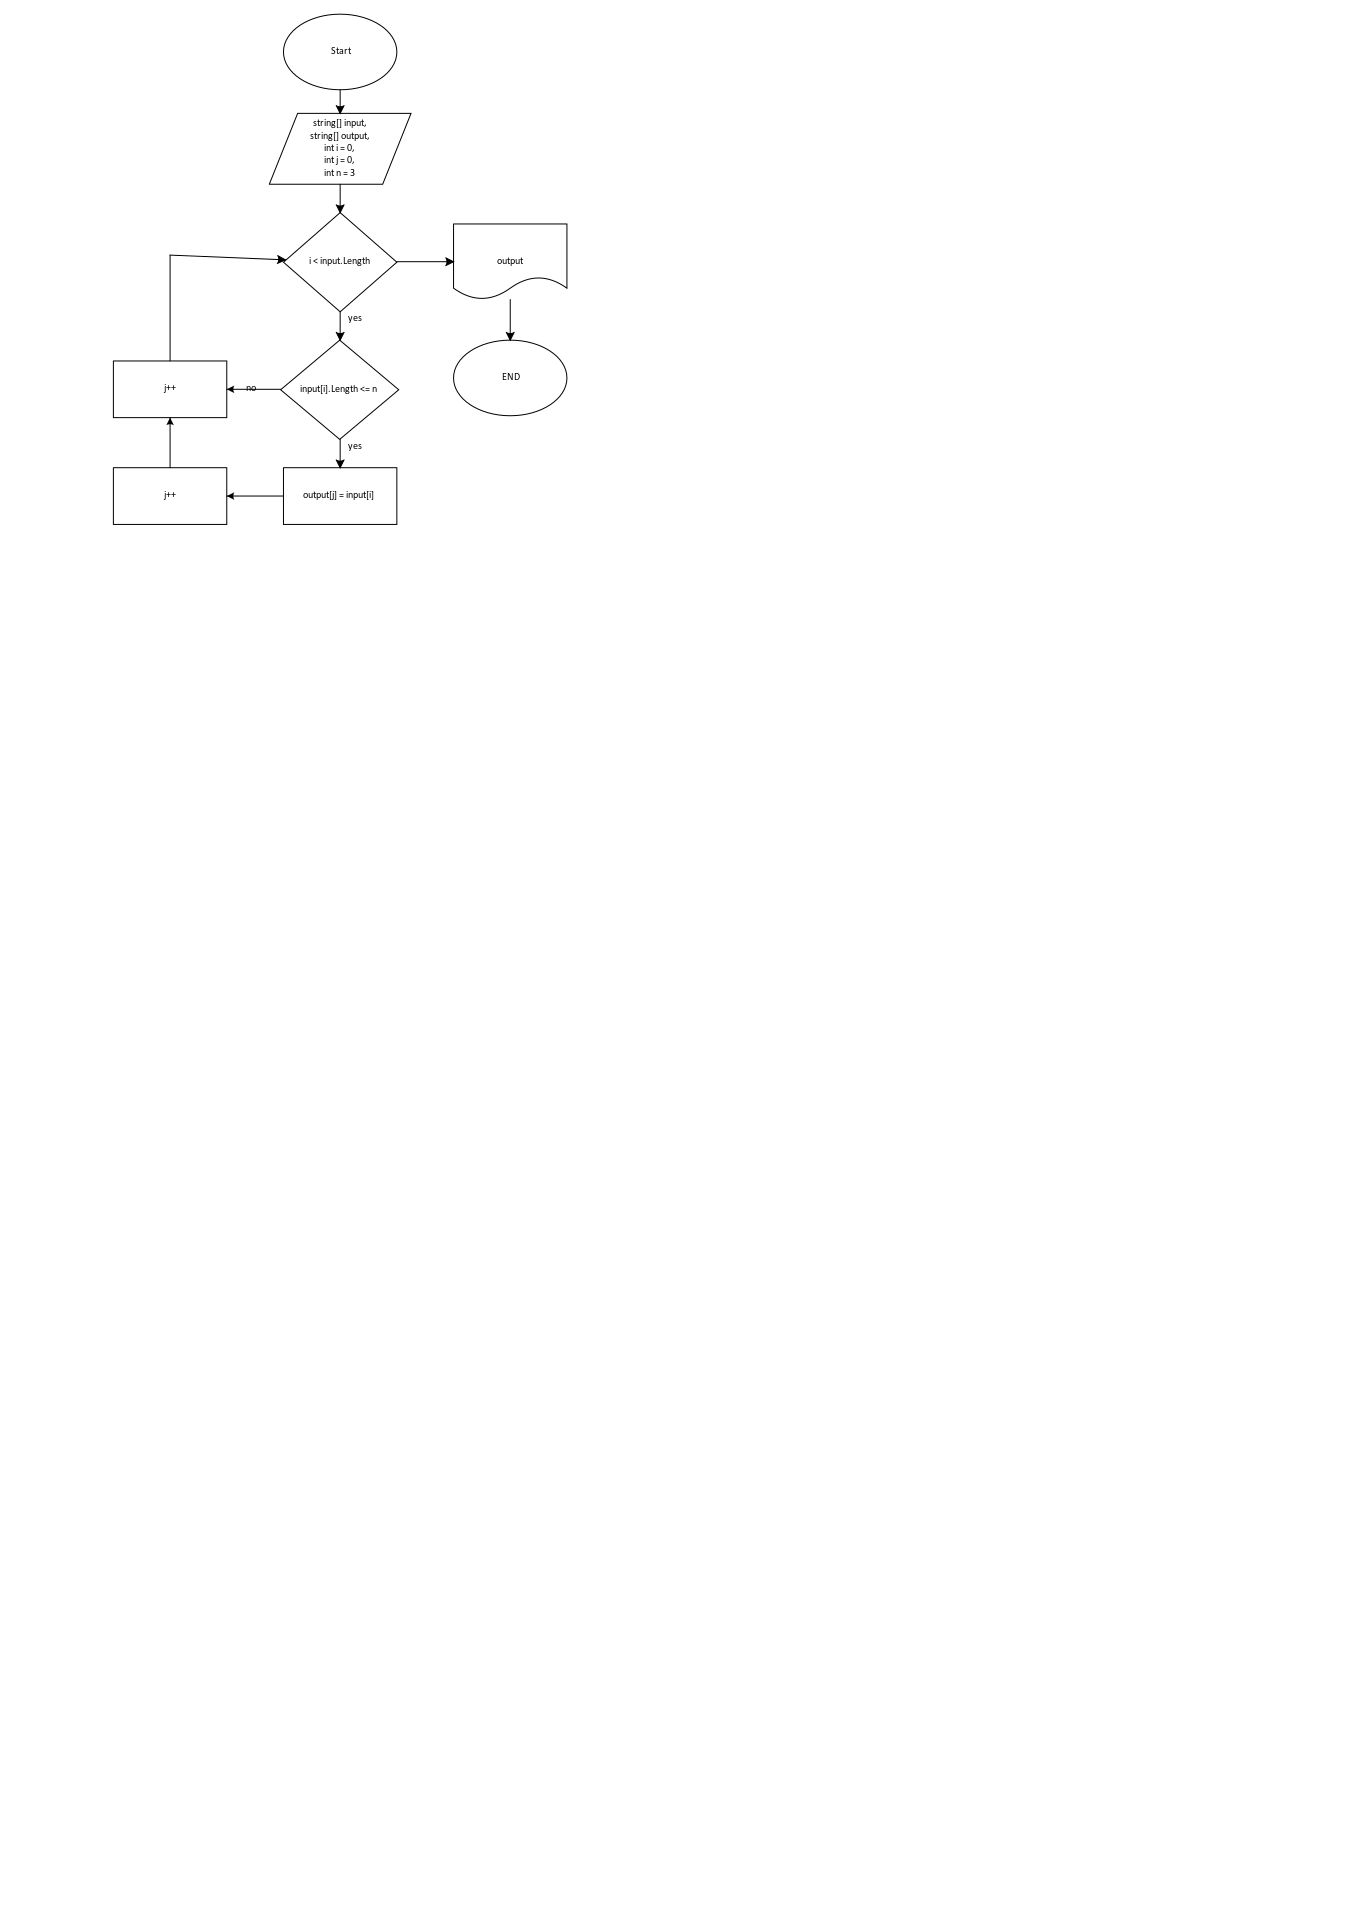 Start
string[] input,
string[] output,
int i = 0,
int j = 0,
int n = 3
i < input.Length
output
yes
END
j++
no
input[i].Length <= n
yes
j++
output[j] = input[i]